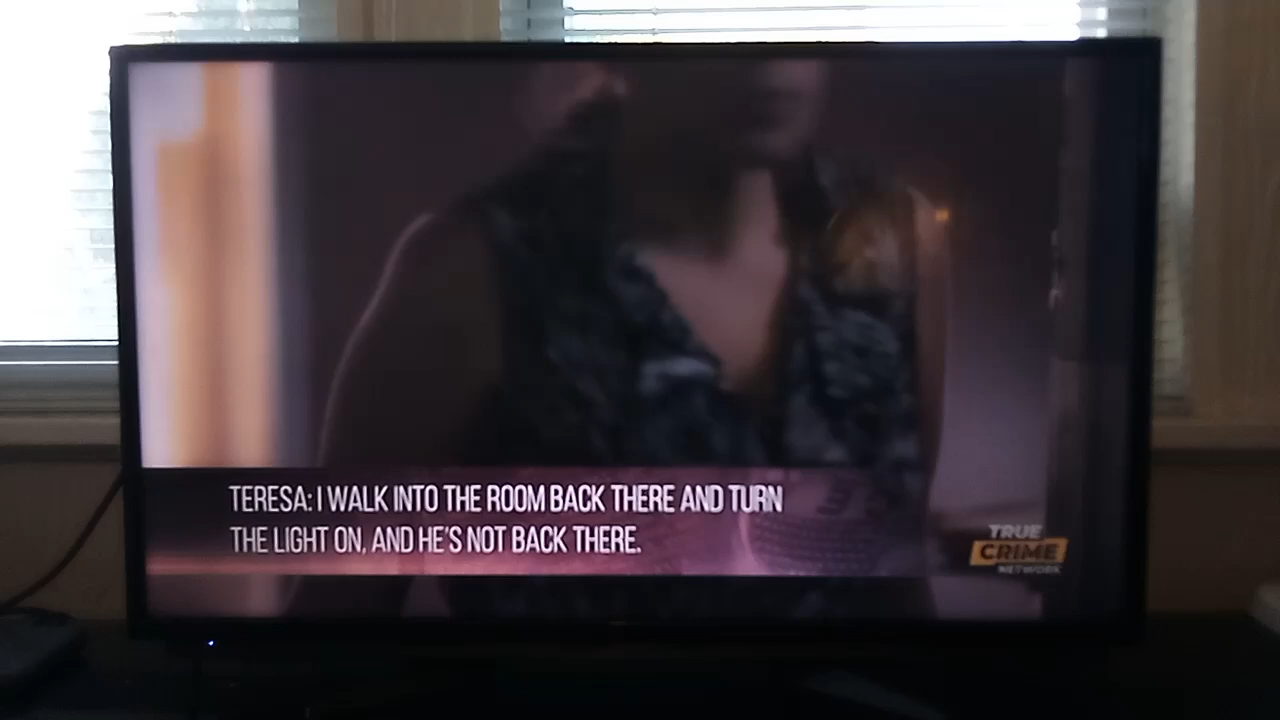 TERESA: I WALK INTO THE ROOM BACK THERE AND TURN
THE LIGHT ON, AND HE'S NOT BACK THERE.
TRUE
CRIME
NETWORK